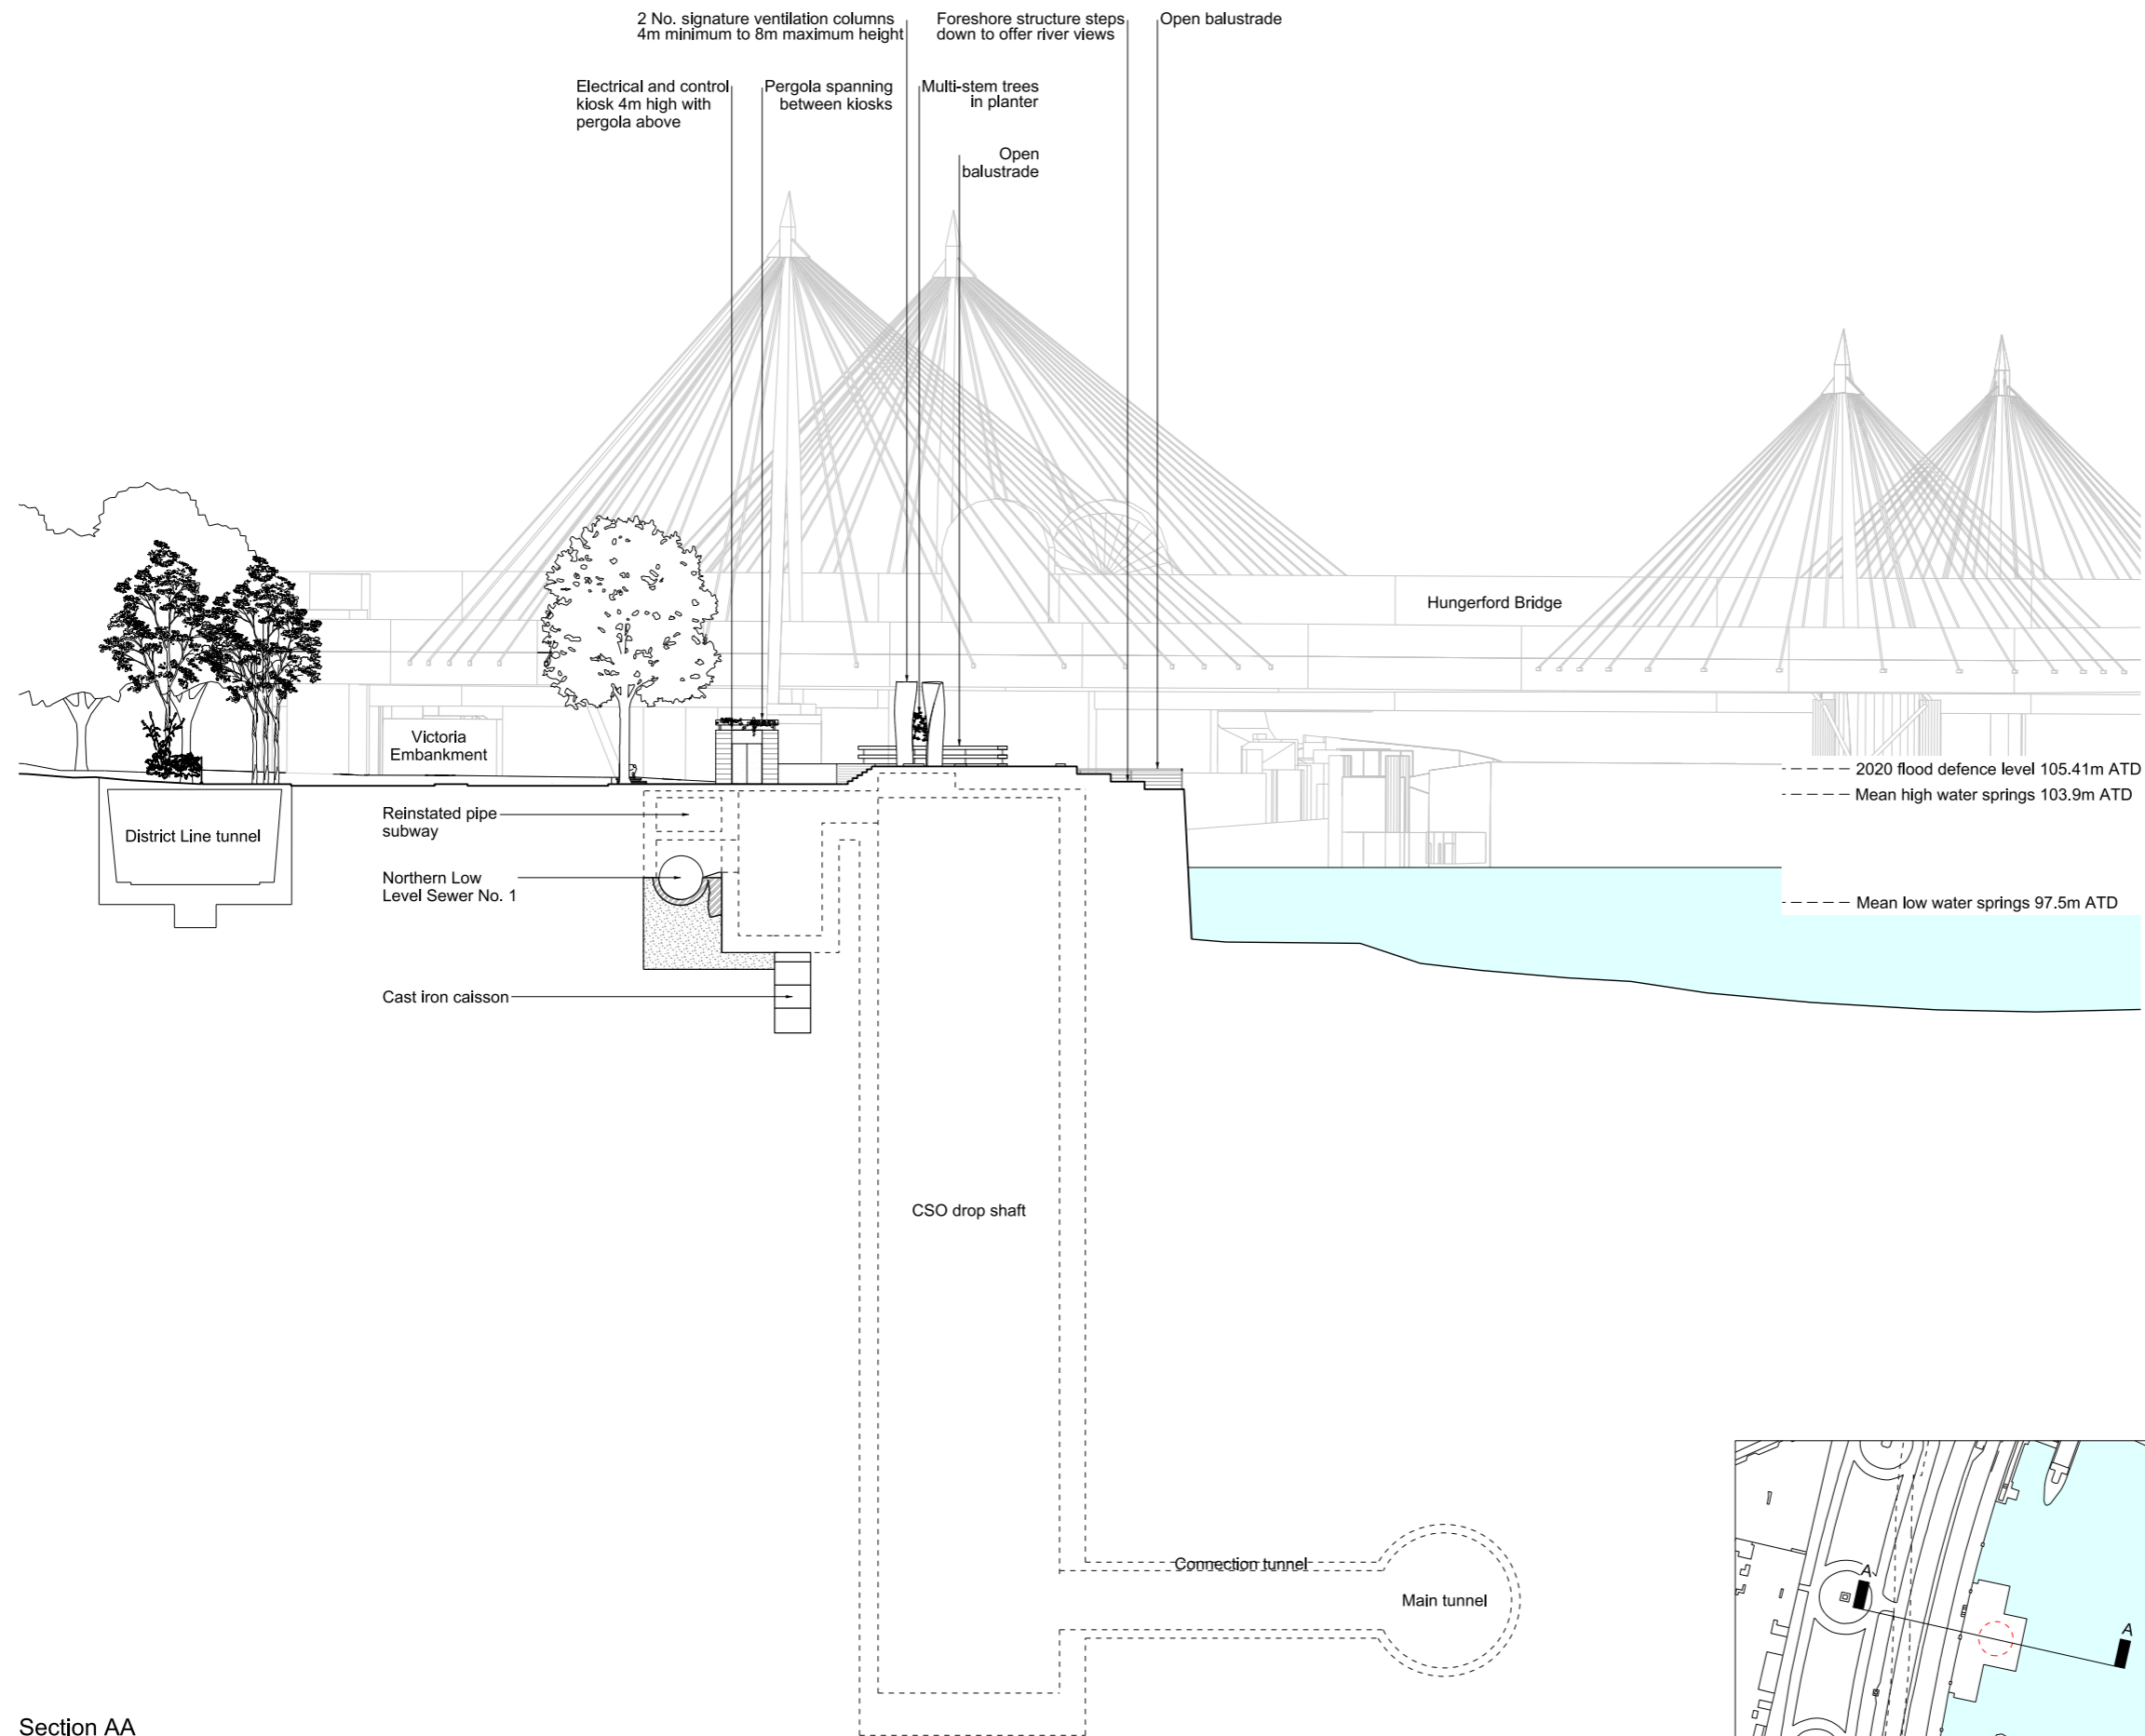 2 No. signature ventilation columns
4m minimum to 8m maximum height
Foreshore structure steps
down to offer river views
Open balustrade
Electrical and control
kiosk 4m high with
pergola above
Pergola spanning
between kiosks
Multi-stem trees
in planter
Open
balustrade
Hungerford Bridge
Victoria
Embankment
2020 flood defence level 105.41m ATD
Mean high water springs 103.9m ATD
District Line tunnel
Reinstated pipe
subway
Northern Low
Level Sewer No. 1
Mean low water springs 97.5m ATD
Cast iron caisson
CSO drop shaft
Connection tunnel
Main tunnel
A
A
Section AA